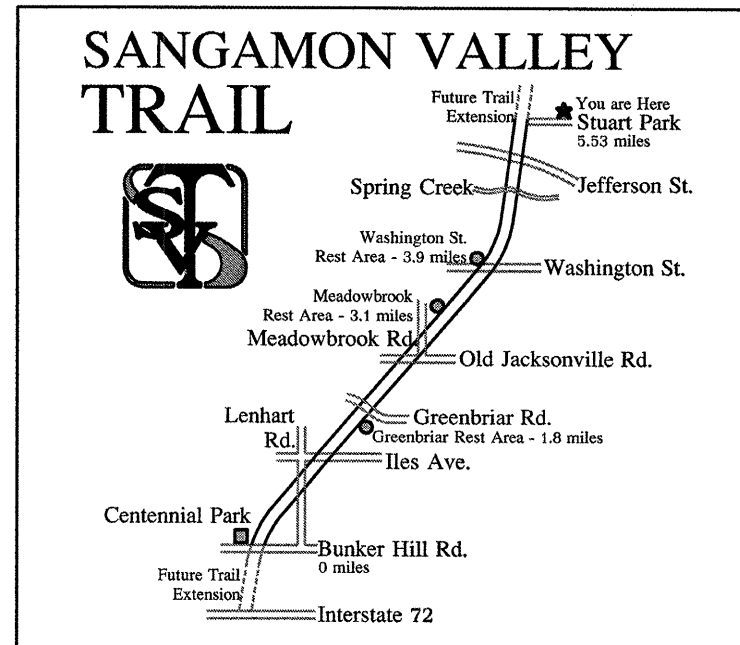 SANGAMON VALLEY
TRAIL
Future Trail
Extension
You are Here
Stuart Park
5.53 miles
Jefferson St.
Spring Creek
Washington St.
Rest Area - 3.9 miles
Washington St.
Meadowbrook
Rest Area - 3.1 miles
Meadowbrook Rd.
Old Jacksonville Rd.
Greenbriar Rd.
Greenbriar Rest Area - 1.8 miles
Lenhart
Rd.
Iles Ave.
Centennial Park
Bunker Hill Rd.
0 miles
Future Trail
Extension
Interstate 72
STV